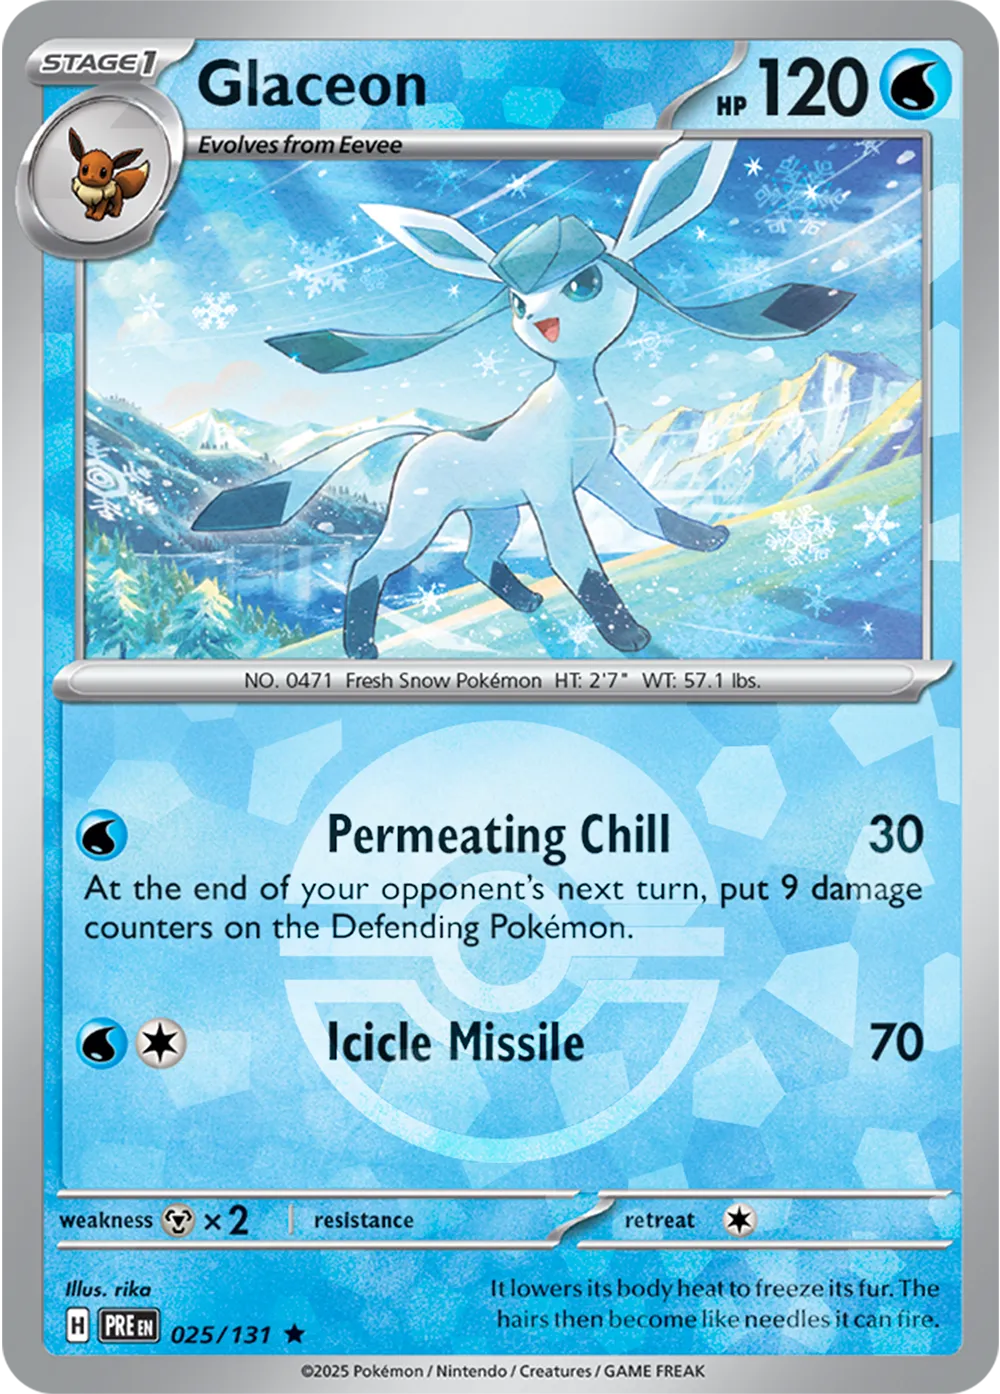 STAGE1
Glaceon
HP 120
Evolves from Eevee
NO. 0471 Fresh Snow Pokémon HT: 2'7" WT: 57.1 lbs.
Permeating Chill 30
At the end of your opponent's next turn, put 9 damage
counters on the Defending Pokémon.
Icicle Missile 70
weakness ×2 resistance retreat
Illus. rika
It lowers its body heat to freeze its fur. The
hairs then become like needles it can fire.
H PRE EN 025/131 ★
©2025 Pokémon / Nintendo / Creatures / GAME FREAK